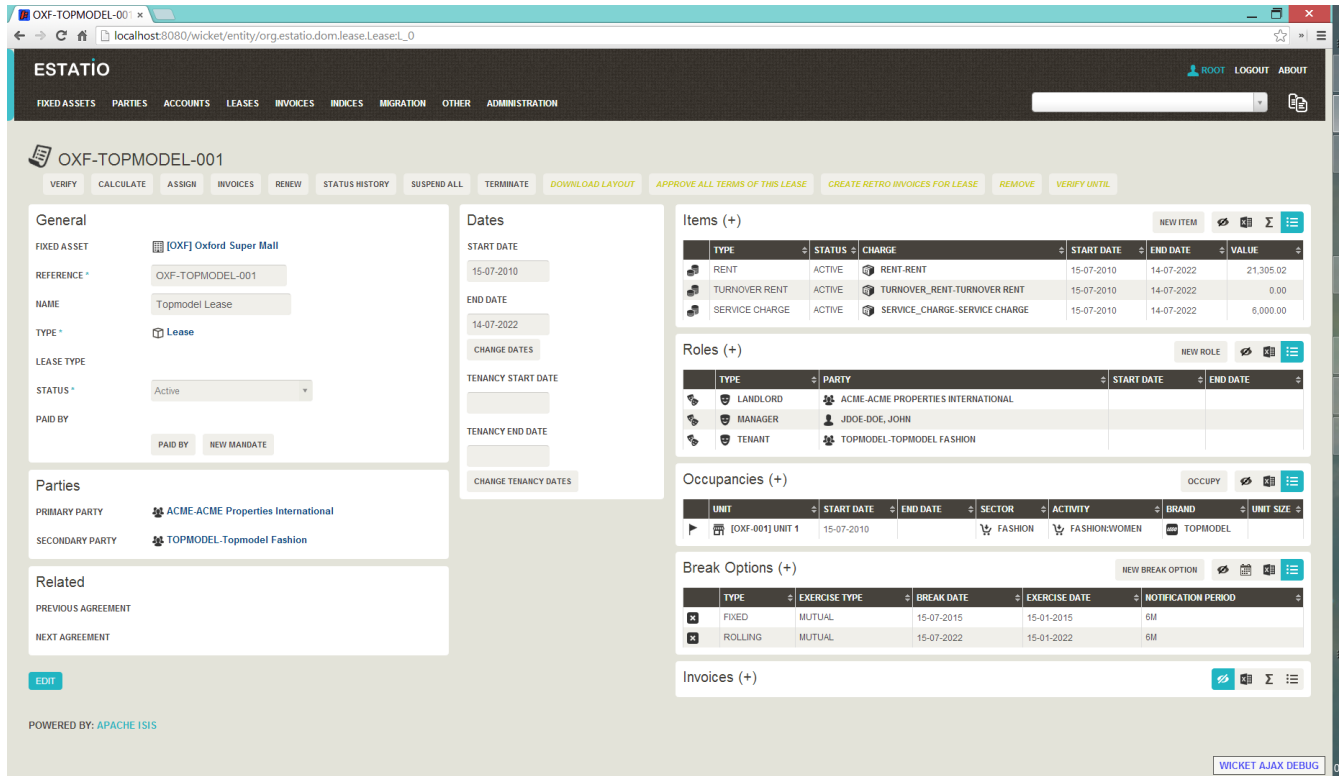 OXF-TOPMODEL-001 ×
localhost:8080/wicket/entity/org.estatio.dom.lease.Lease:L_0
ESTATIO
ROOT LOGOUT ABOUT
FIXED ASSETS PARTIES ACCOUNTS LEASES INVOICES INDICES MIGRATION OTHER ADMINISTRATION
OXF-TOPMODEL-001
VERIFY CALCULATE ASSIGN INVOICES RENEW STATUS HISTORY SUSPEND ALL TERMINATE DOWNLOAD LAYOUT APPROVE ALL TERMS OF THIS LEASE CREATE RETRO INVOICES FOR LEASE REMOVE VERIFY UNTIL
General
FIXED ASSET [OXF] Oxford Super Mall
REFERENCE * OXF-TOPMODEL-001
NAME Topmodel Lease
TYPE * Lease
LEASE TYPE
STATUS * Active
PAID BY
PAID BY NEW MANDATE
Parties
PRIMARY PARTY ACME-ACME Properties International
SECONDARY PARTY TOPMODEL-Topmodel Fashion
Related
PREVIOUS AGREEMENT
NEXT AGREEMENT
EDIT
Dates
START DATE
15-07-2010
END DATE
14-07-2022
CHANGE DATES
TENANCY START DATE
TENANCY END DATE
CHANGE TENANCY DATES
Items (+) NEW ITEM Σ
TYPE STATUS CHARGE START DATE END DATE VALUE
RENT ACTIVE RENT-RENT 15-07-2010 14-07-2022 21,305.02
TURNOVER RENT ACTIVE TURNOVER_RENT-TURNOVER RENT 15-07-2010 14-07-2022 0.00
SERVICE CHARGE ACTIVE SERVICE_CHARGE-SERVICE CHARGE 15-07-2010 14-07-2022 6,000.00
Roles (+) NEW ROLE
TYPE PARTY START DATE END DATE
LANDLORD ACME-ACME PROPERTIES INTERNATIONAL
MANAGER JDOE-DOE, JOHN
TENANT TOPMODEL-TOPMODEL FASHION
Occupancies (+) OCCUPY
UNIT START DATE END DATE SECTOR ACTIVITY BRAND UNIT SIZE
[OXF-001] UNIT 1 15-07-2010 FASHION FASHION:WOMEN TOPMODEL
Break Options (+) NEW BREAK OPTION
TYPE EXERCISE TYPE BREAK DATE EXERCISE DATE NOTIFICATION PERIOD
FIXED MUTUAL 15-07-2015 15-01-2015 6M
ROLLING MUTUAL 15-07-2022 15-01-2022 6M
Invoices (+) Σ
POWERED BY: APACHE ISIS
WICKET AJAX DEBUG